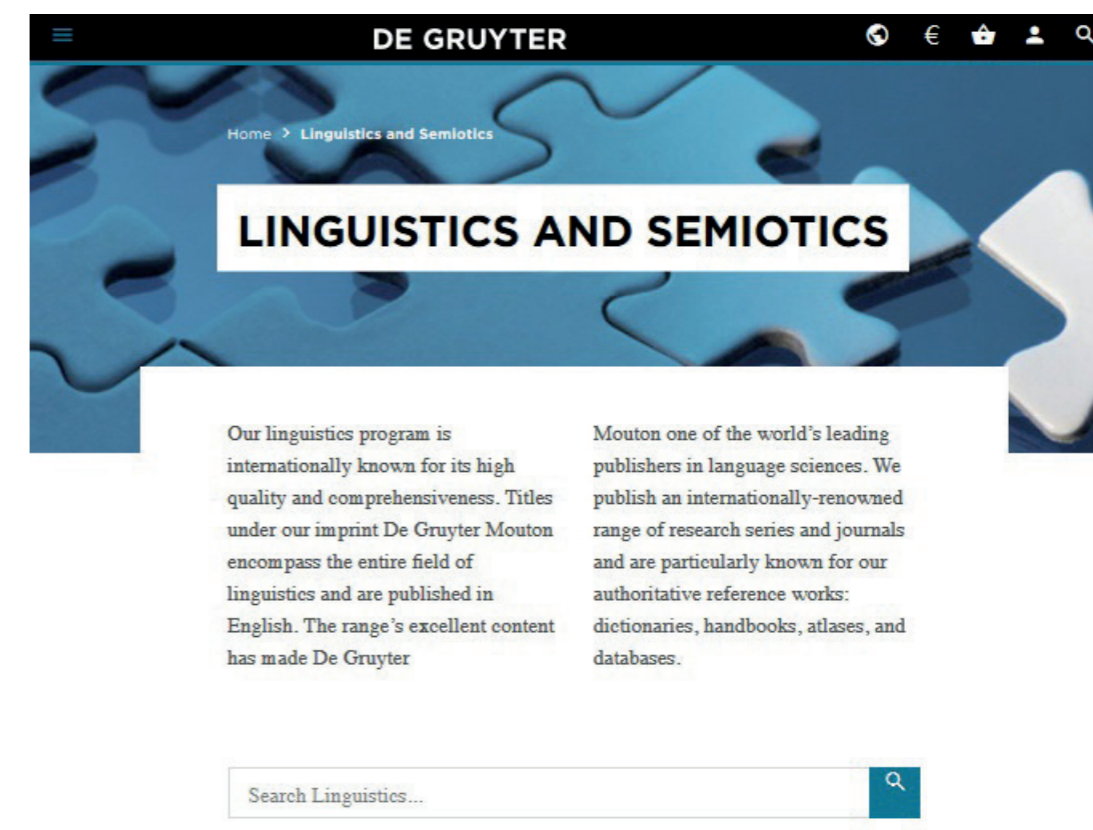 DE GRUYTER
€
Home > Linguistics and Semiotics
LINGUISTICS AND SEMIOTICS
Our linguistics program is
internationally known for its high
quality and comprehensiveness. Titles
under our imprint De Gruyter Mouton
encompass the entire field of
linguistics and are published in
English. The range’s excellent content
has made De Gruyter
Mouton one of the world’s leading
publishers in language sciences. We
publish an internationally-renowned
range of research series and journals
and are particularly known for our
authoritative reference works:
dictionaries, handbooks, atlases, and
databases.
Search Linguistics...